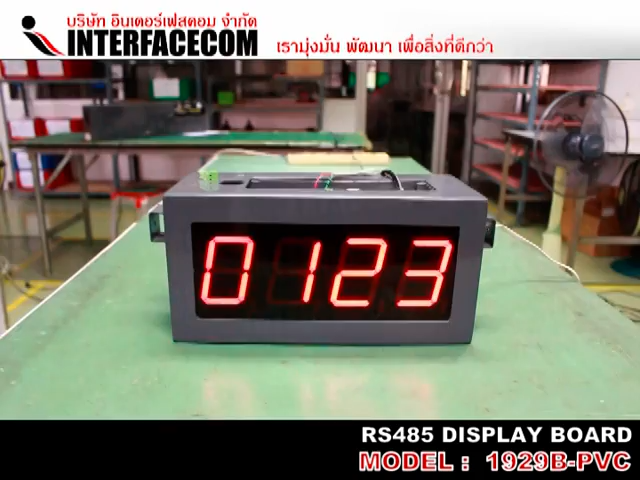 บริษัท อินเตอร์เฟสคอม จำกัด
INTERFACECOM
เรามุ่งมั่น พัฒนา เพื่อสิ่งที่ดีกว่า
0123
RS485 DISPLAY BOARD
MODEL : 1929B-PVC